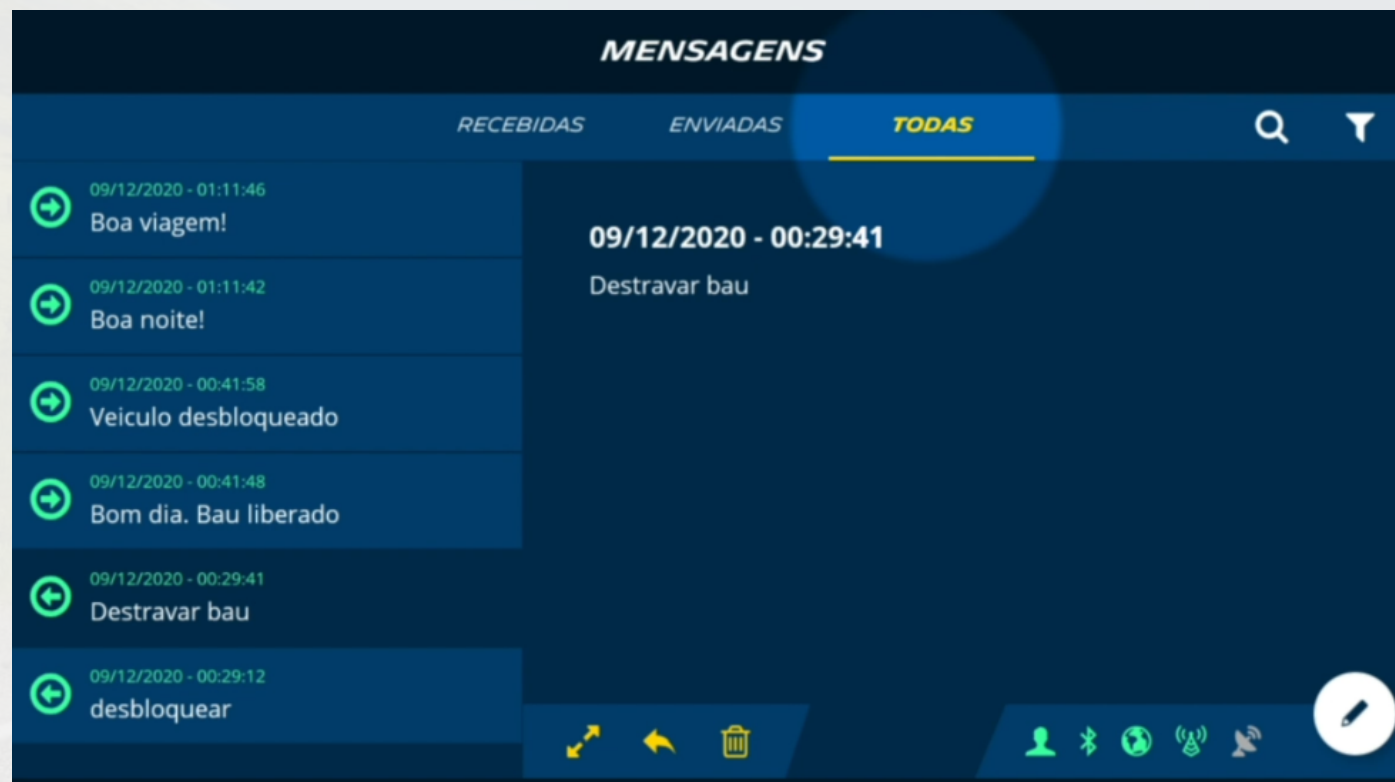 MENSAGENS
RECEBIDAS ENVIADAS TODAS
09/12/2020 - 01:11:46
Boa viagem!
09/12/2020 - 01:11:42
Boa noite!
09/12/2020 - 00:41:58
Veiculo desbloqueado
09/12/2020 - 00:41:48
Bom dia. Bau liberado
09/12/2020 - 00:29:41
Destravar bau
09/12/2020 - 00:29:12
desbloquear
09/12/2020 - 00:29:41
Destravar bau